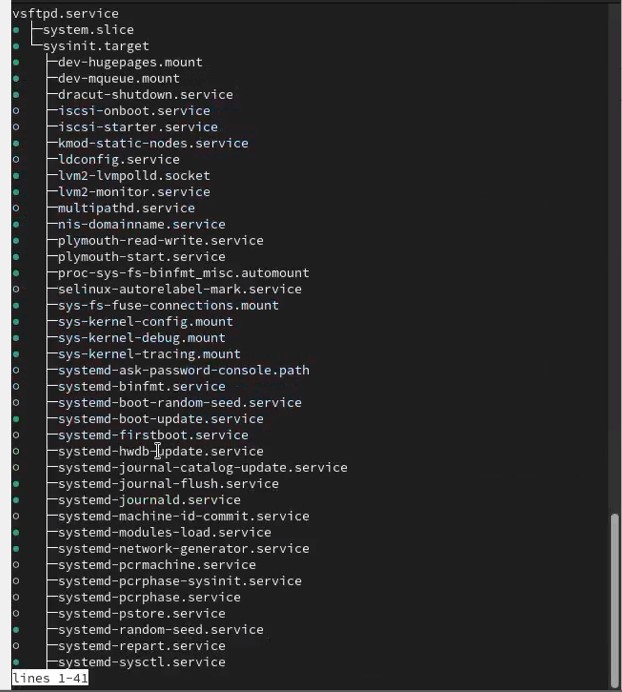 vsftpd.service
● ├─system.slice
● └─sysinit.target
●   ├─dev-hugepages.mount
●   ├─dev-mqueue.mount
●   ├─dracut-shutdown.service
○   ├─iscsi-onboot.service
○   ├─iscsi-starter.service
●   ├─kmod-static-nodes.service
○   ├─ldconfig.service
●   ├─lvm2-lvmpolld.socket
●   ├─lvm2-monitor.service
○   ├─multipathd.service
●   ├─nis-domainname.service
●   ├─plymouth-read-write.service
●   ├─plymouth-start.service
●   ├─proc-sys-fs-binfmt_misc.automount
○   ├─selinux-autorelabel-mark.service
●   ├─sys-fs-fuse-connections.mount
●   ├─sys-kernel-config.mount
●   ├─sys-kernel-debug.mount
●   ├─sys-kernel-tracing.mount
○   ├─systemd-ask-password-console.path
○   ├─systemd-binfmt.service
○   ├─systemd-boot-random-seed.service
●   ├─systemd-boot-update.service
○   ├─systemd-firstboot.service
○   ├─systemd-hwdb-update.service
○   ├─systemd-journal-catalog-update.service
●   ├─systemd-journal-flush.service
●   ├─systemd-journald.service
○   ├─systemd-machine-id-commit.service
●   ├─systemd-modules-load.service
●   ├─systemd-network-generator.service
○   ├─systemd-pcrmachine.service
○   ├─systemd-pcrphase-sysinit.service
○   ├─systemd-pcrphase.service
○   ├─systemd-pstore.service
●   ├─systemd-random-seed.service
○   ├─systemd-repart.service
●   ├─systemd-sysctl.service
lines 1-41